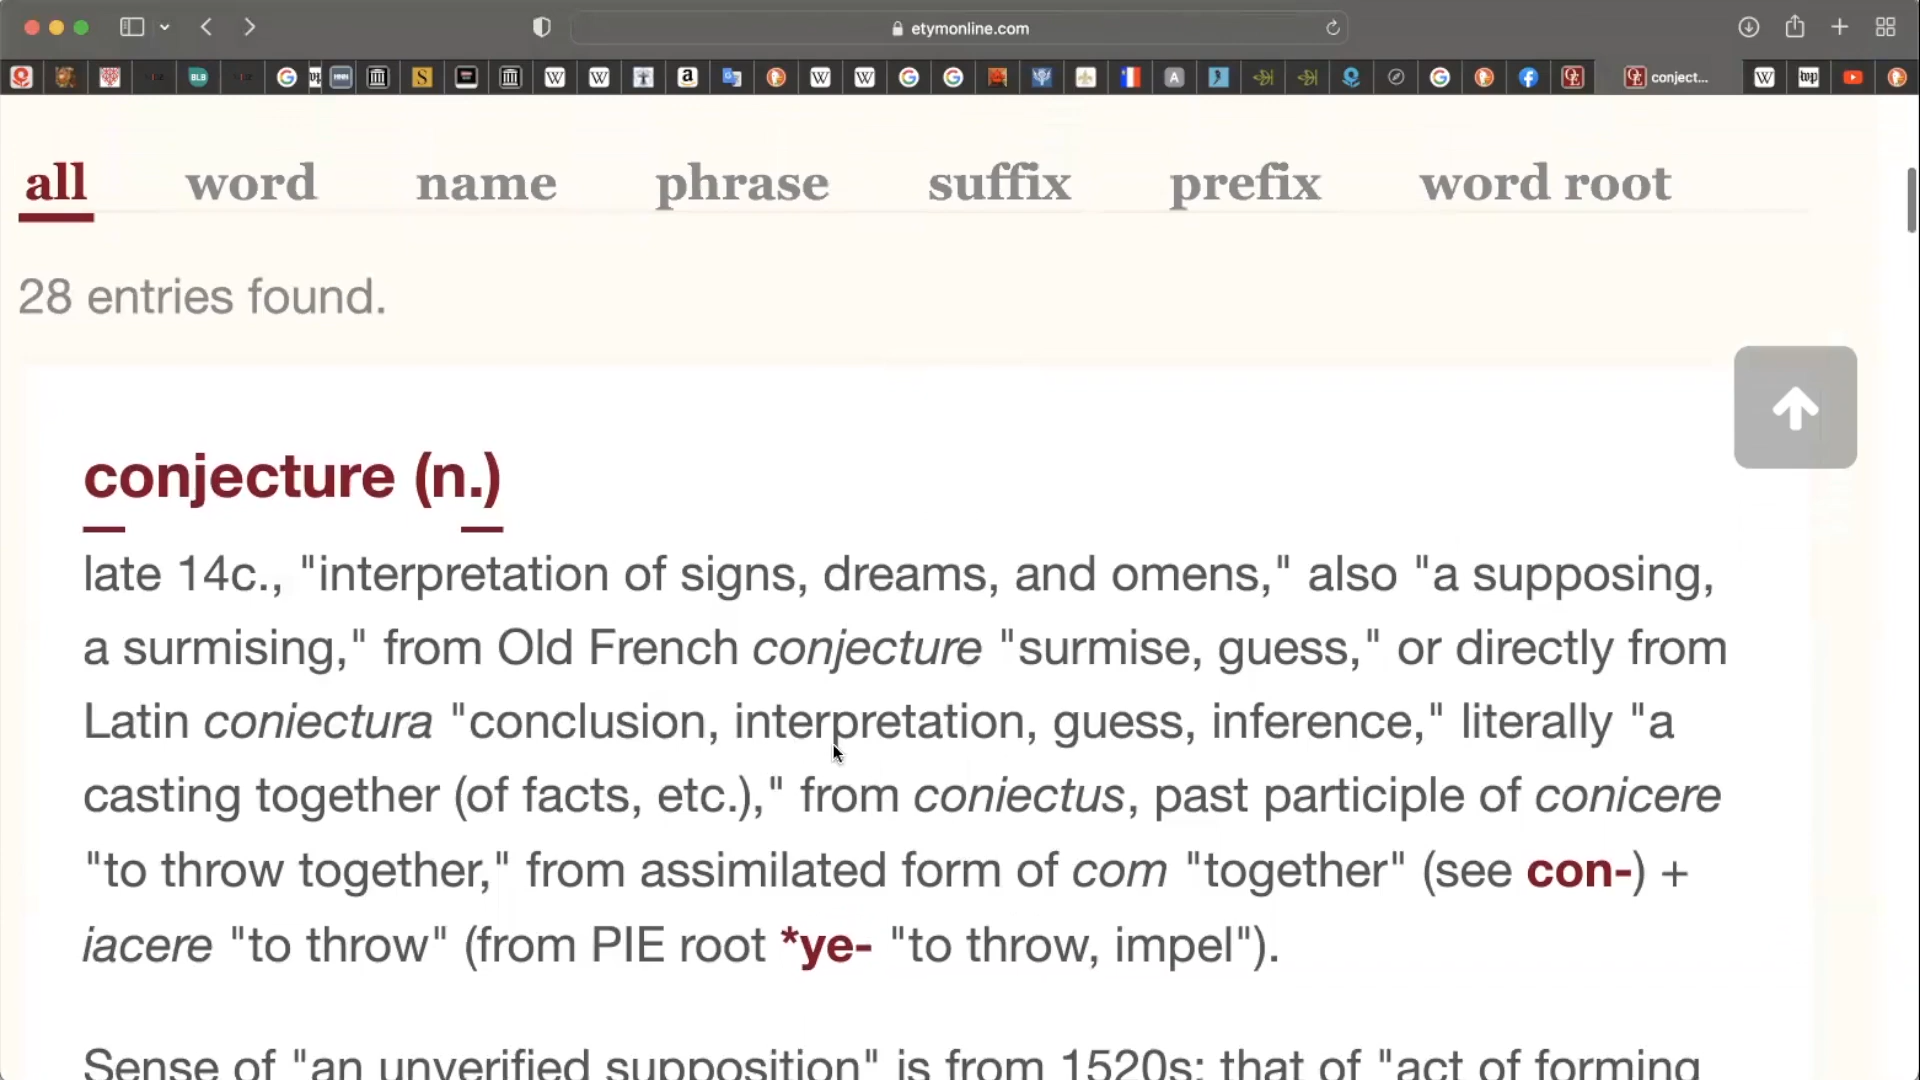 etymonline.com
conject...
all word name phrase suffix prefix word root
28 entries found.
conjecture (n.)
late 14c., "interpretation of signs, dreams, and omens," also "a supposing,
a surmising," from Old French conjecture "surmise, guess," or directly from
Latin coniectura "conclusion, interpretation, guess, inference," literally "a
casting together (of facts, etc.)," from coniectus, past participle of conicere
"to throw together," from assimilated form of com "together" (see con-) +
iacere "to throw" (from PIE root *ye- "to throw, impel").
Sense of "an unverified supposition" is from 1520s; that of "act of forming